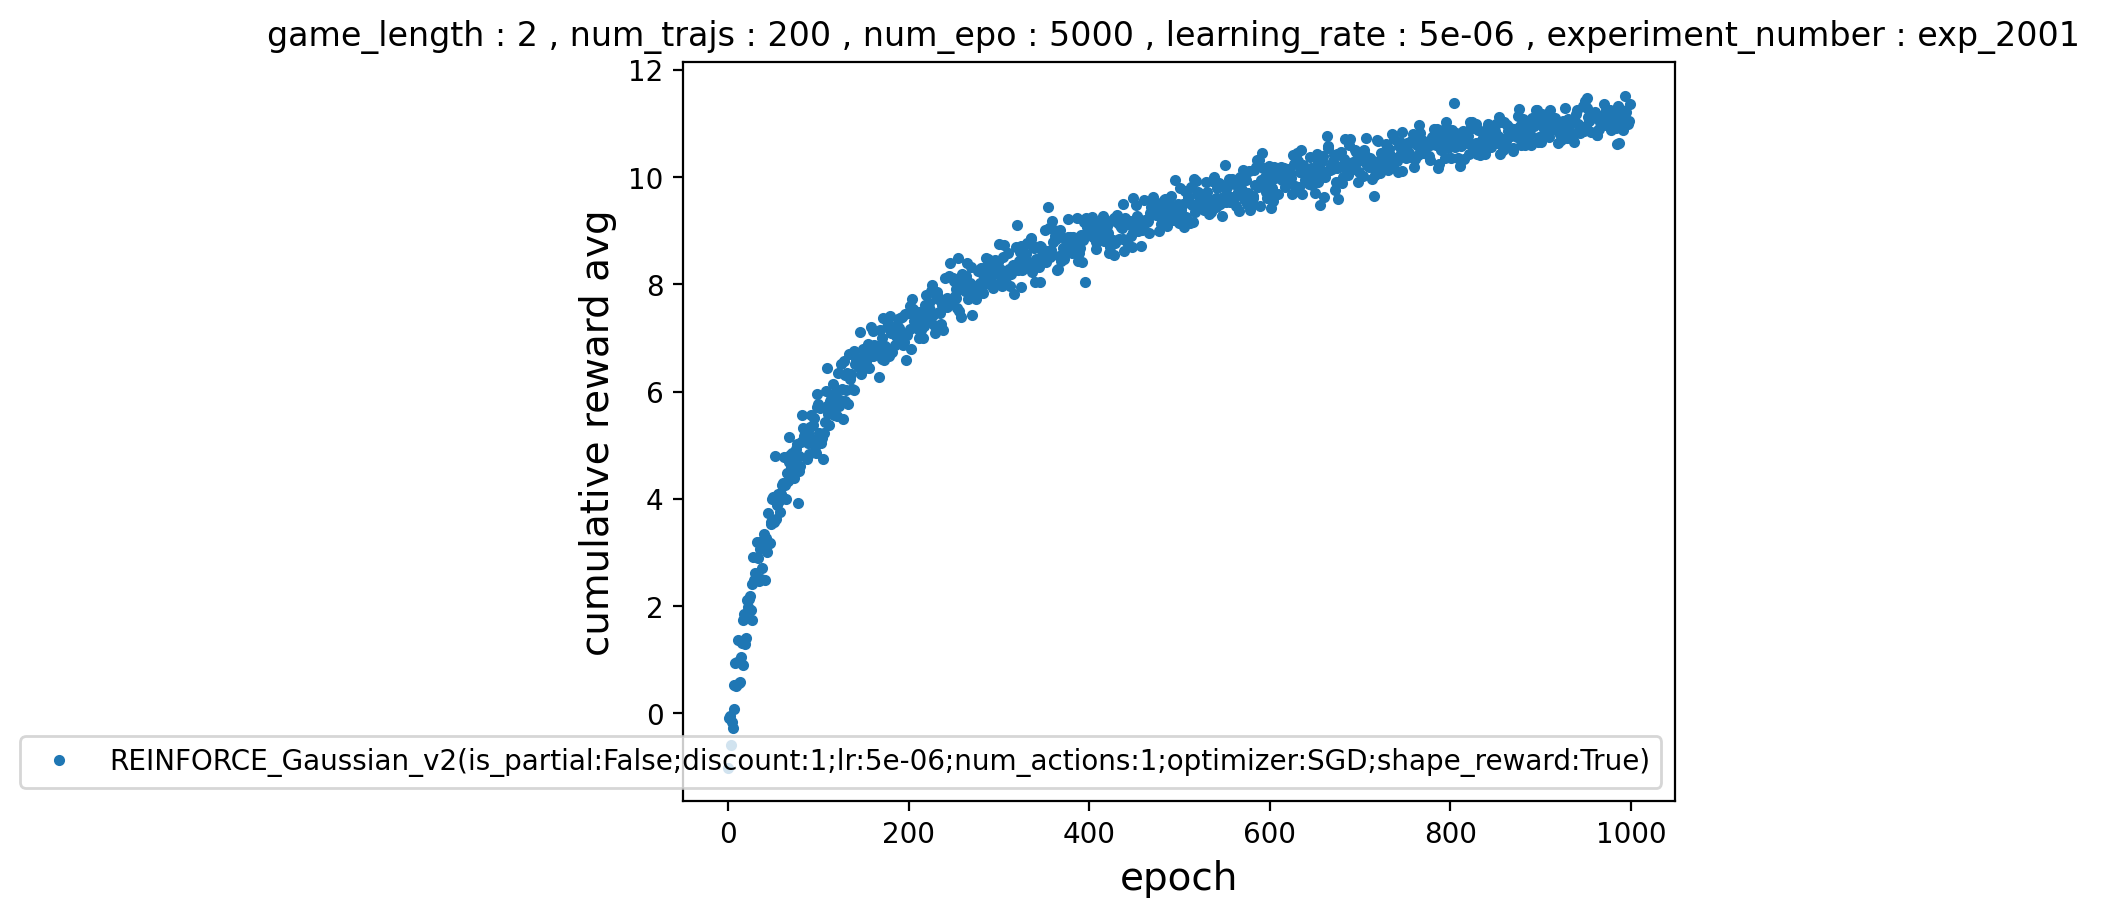 game_length : 2 , num_trajs : 200 , num_epo : 5000 , learning_rate : 5e-06 , experiment_number : exp_2001
12
10
8
6
4
2
0
cumulative reward avg
REINFORCE_Gaussian_v2(is_partial:False;discount:1;lr:5e-06;num_actions:1;optimizer:SGD;shape_reward:True)
0 200 400 600 800 1000
epoch